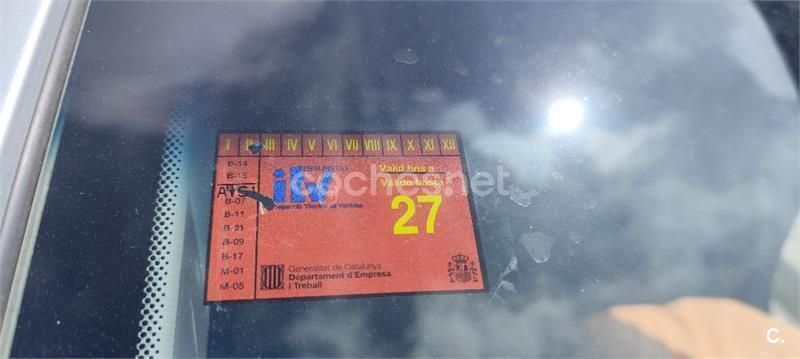 I II III IV V VI VII VIII IX X XI XII
B-14
B-15
B-07
B-11
B-21
B-09
B-17
M-01
M-05
itv
Inspecció Tècnica de Vehicles
Vàlid fins a
Válido hasta
27
Generalitat de Catalunya
Departament d'Empresa
i Treball
coches.net
c.